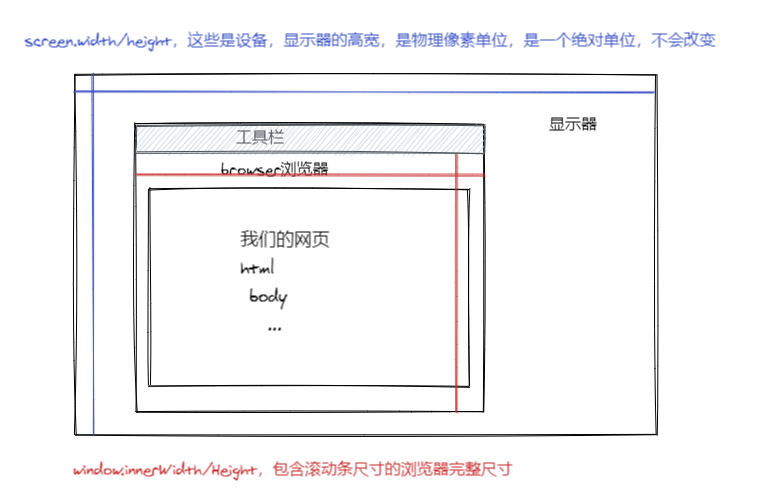 screen.width/height，这些是设备，显示器的高宽，是物理像素单位，是一个绝对单位，不会改变
显示器
工具栏
browser浏览器
我们的网页
html
body
...
window.innerWidth/Height，包含滚动条尺寸的浏览器完整尺寸